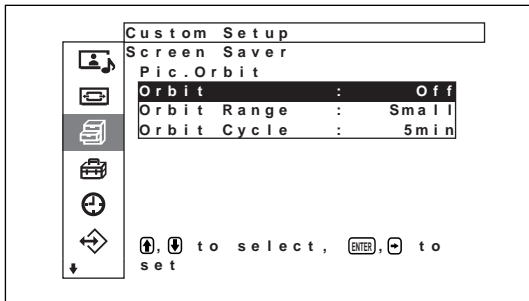 Custom Setup
Screen Saver
Pic.Orbit
Orbit : Off
Orbit Range : Small
Orbit Cycle : 5min
↑, ↓ to select, ENTER, → to
set